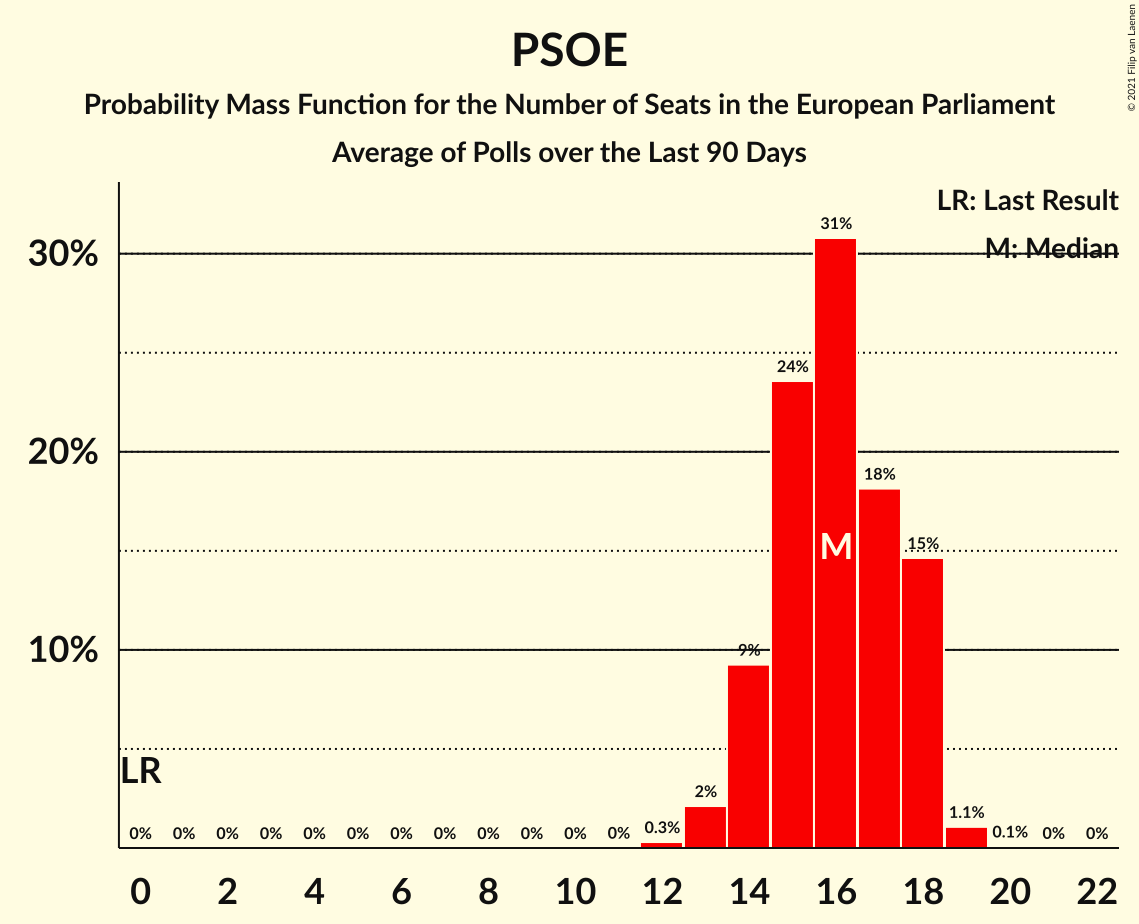 PSOE
Probability Mass Function for the Number of Seats in the European Parliament
Average of Polls over the Last 90 Days
© 2021 Filip van Laenen
LR: Last Result
M: Median
30%
20%
10%
31%
24%
18%
15%
9%
2%
1.1%
0.3%
0.1%
M
LR
0% 0% 0% 0% 0% 0% 0% 0% 0% 0% 0% 0% 0% 0%
0 2 4 6 8 10 12 14 16 18 20 22